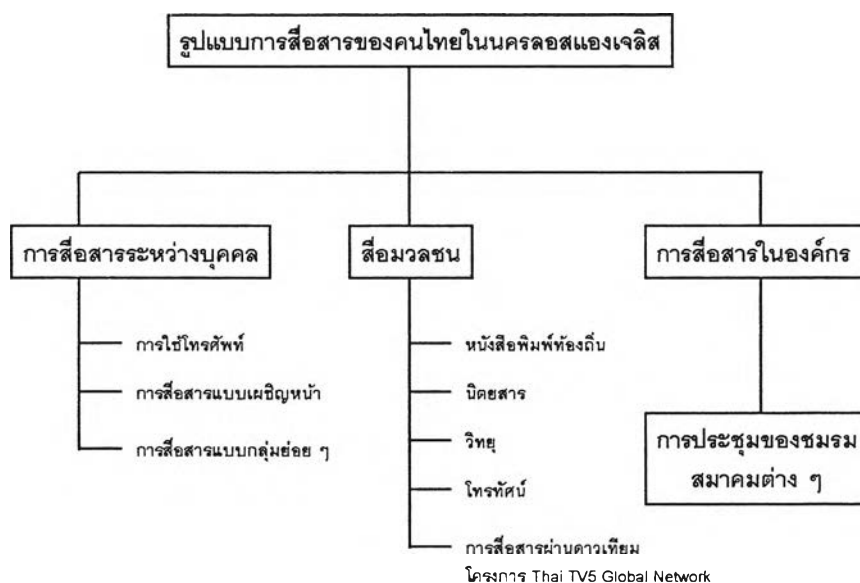 รูปแบบการสื่อสารของคนไทยในนครลอสแองเจลิส
การสื่อสารระหว่างบุคคล
การใช้โทรศัพท์
การสื่อสารแบบเผชิญหน้า
การสื่อสารแบบกลุ่มย่อย ๆ
สื่อมวลชน
หนังสือพิมพ์ท้องถิ่น
นิตยสาร
วิทยุ
โทรทัศน์
การสื่อสารผ่านดาวเทียม
โครงการ Thai TV5 Global Network
การสื่อสารในองค์กร
การประชุมของชมรม
สมาคมต่าง ๆ